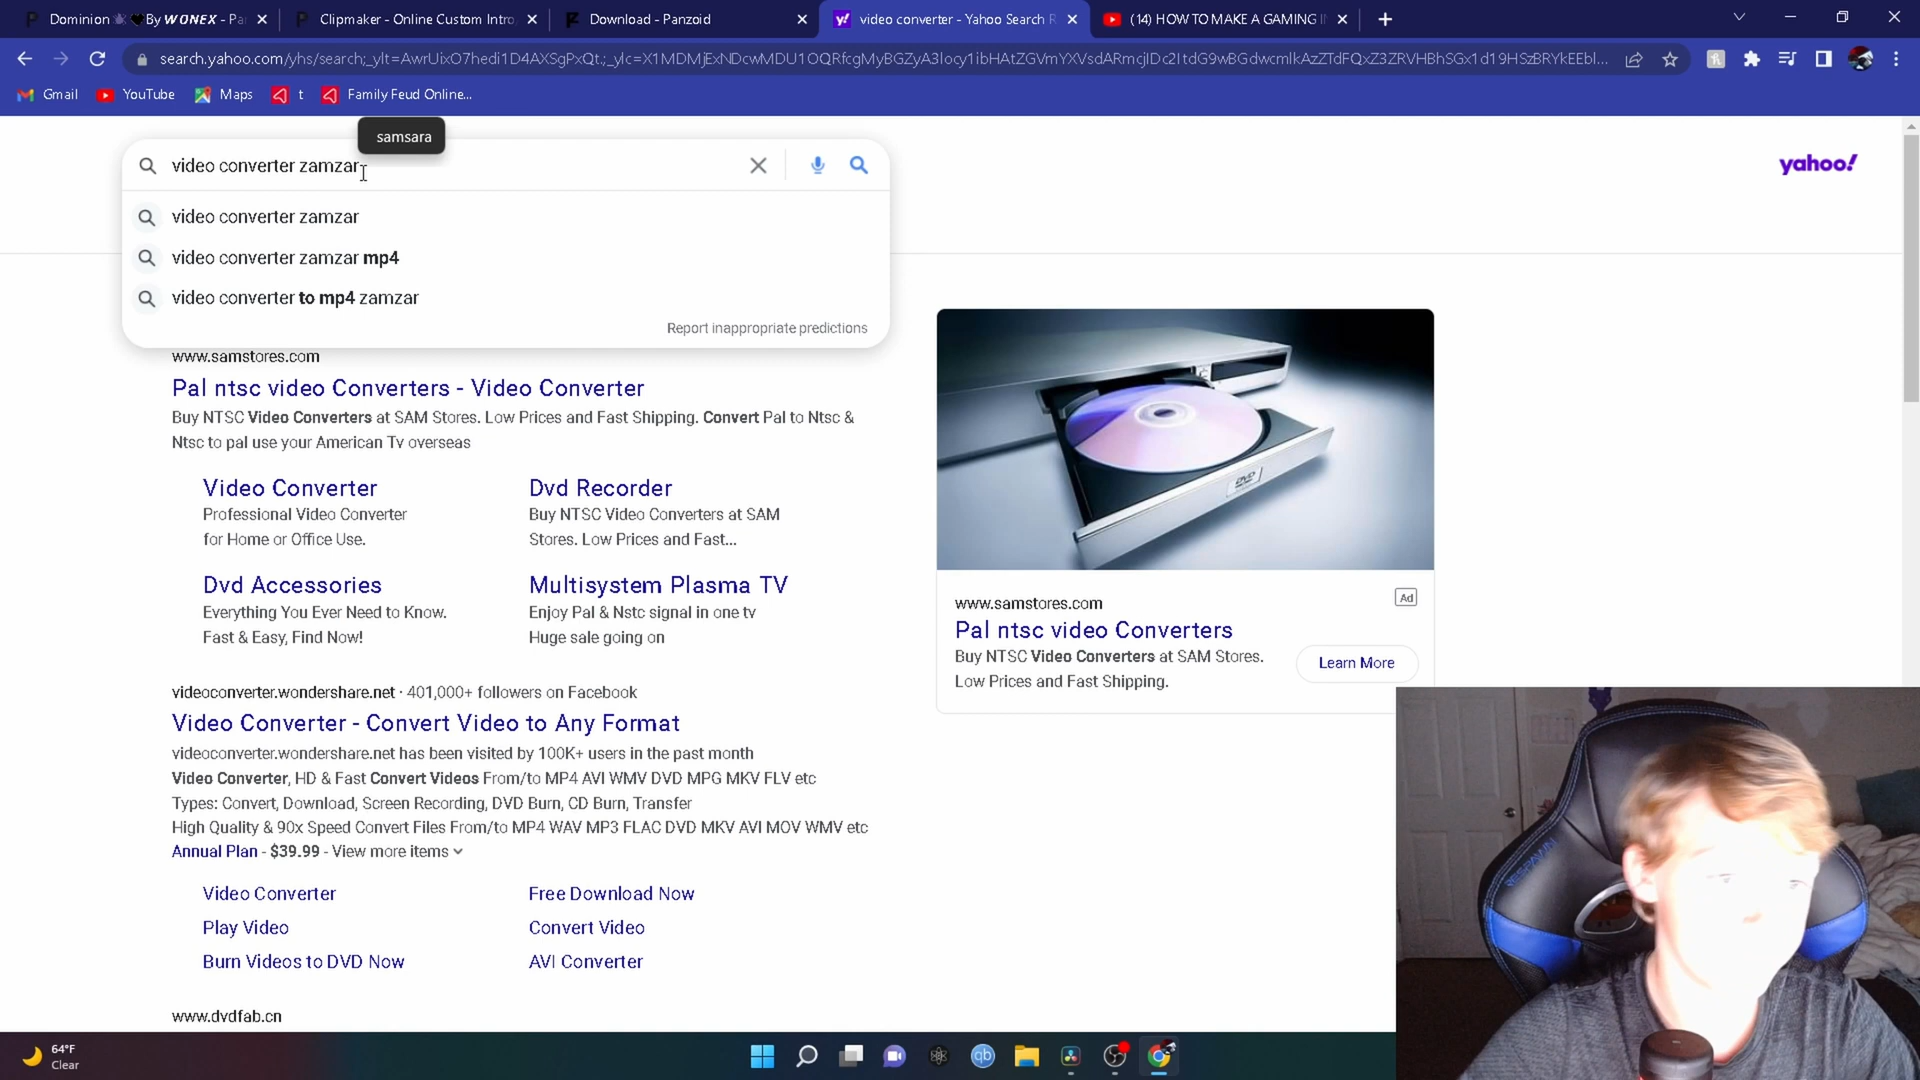 Dominion By WONEX - Pa
Clipmaker - Online Custom Intro
Download - Panzoid
video converter - Yahoo Search R
(14) HOW TO MAKE A GAMING I
Gmail
YouTube
Maps
t
Family Feud Online...
samsara
video converter zamzar
yahoo!
video converter zamzar
video converter zamzar mp4
video converter to mp4 zamzar
Report inappropriate predictions
www.samstores.com
Pal ntsc video Converters - Video Converter
Buy NTSC Video Converters at SAM Stores. Low Prices and Fast Shipping. Convert Pal to Ntsc &
Ntsc to pal use your American Tv overseas
Video Converter
Professional Video Converter
for Home or Office Use.
Dvd Recorder
Buy NTSC Video Converters at SAM
Stores. Low Prices and Fast...
Dvd Accessories
Everything You Ever Need to Know.
Fast & Easy, Find Now!
Multisystem Plasma TV
Enjoy Pal & Nstc signal in one tv
Huge sale going on
www.samstores.com
Ad
Pal ntsc video Converters
Buy NTSC Video Converters at SAM Stores.
Low Prices and Fast Shipping.
Learn More
videoconverter.wondershare.net · 401,000+ followers on Facebook
Video Converter - Convert Video to Any Format
videoconverter.wondershare.net has been visited by 100K+ users in the past month
Video Converter, HD & Fast Convert Videos From/to MP4 AVI WMV DVD MPG MKV FLV etc
Types: Convert, Download, Screen Recording, DVD Burn, CD Burn, Transfer
High Quality & 90x Speed Convert Files From/to MP4 WAV MP3 FLAC DVD MKV AVI MOV WMV etc
Annual Plan - $39.99 - View more items
Video Converter
Free Download Now
Play Video
Convert Video
Burn Videos to DVD Now
AVI Converter
www.dvdfab.cn
RESPAWN
64°F
Clear